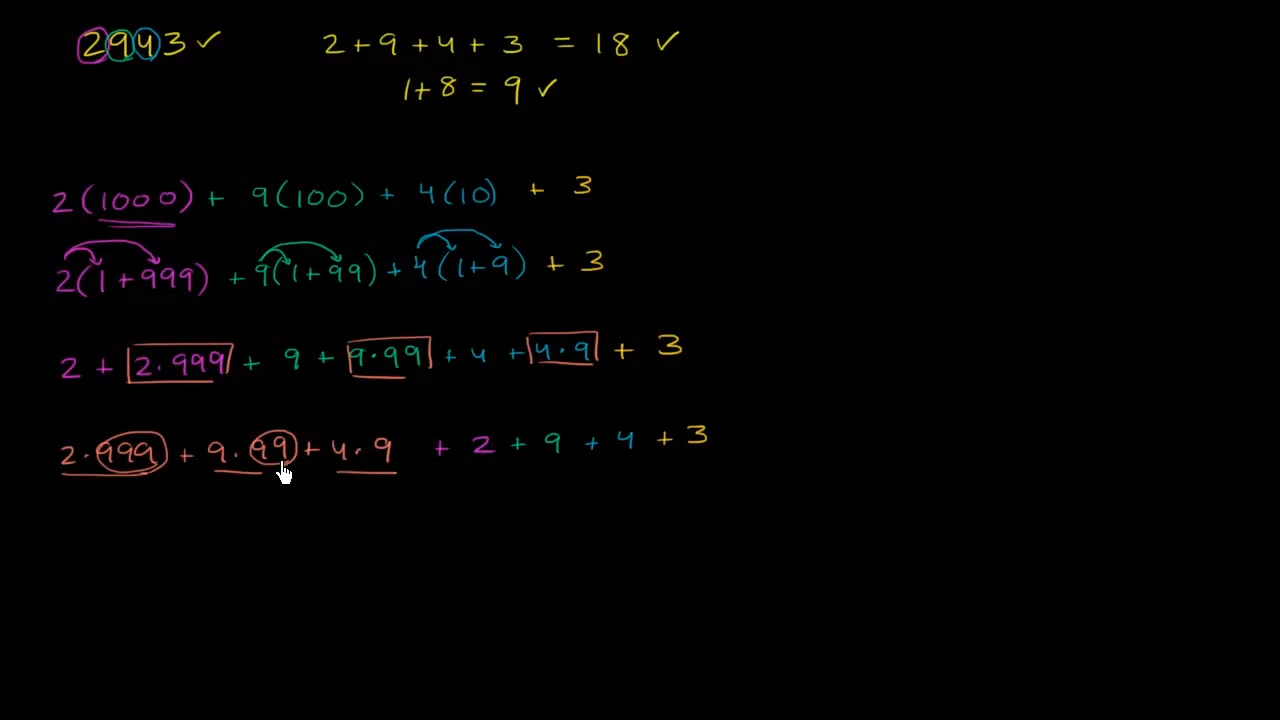 2943 ✓ 2 + 9 + 4 + 3 = 18 ✓
1 + 8 = 9 ✓
2(1000) + 9(100) + 4(10) + 3
2(1 + 999) + 9(1 + 99) + 4(1 + 9) + 3
2 + 2·999 + 9 + 9·99 + 4 + 4·9 + 3
2·999 + 9·99 + 4·9 + 2 + 9 + 4 + 3